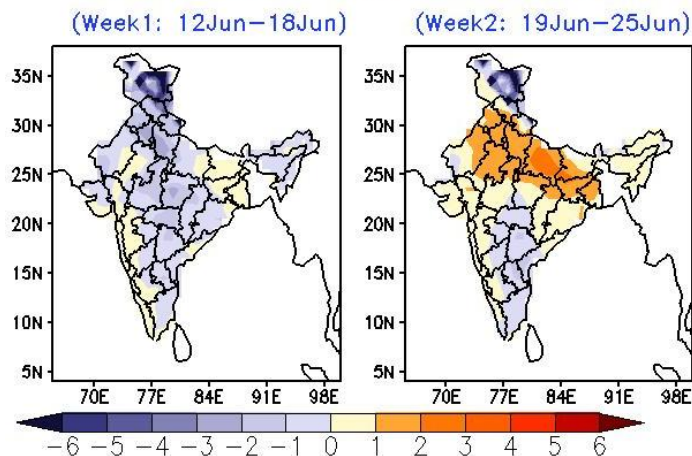 (Week1: 12Jun−18Jun)
(Week2: 19Jun−25Jun)
35N
30N
25N
20N
15N
10N
5N
70E 77E 84E 91E 98E
35N
30N
25N
20N
15N
10N
5N
70E 77E 84E 91E 98E
−6 −5 −4 −3 −2 −1 0 1 2 3 4 5 6